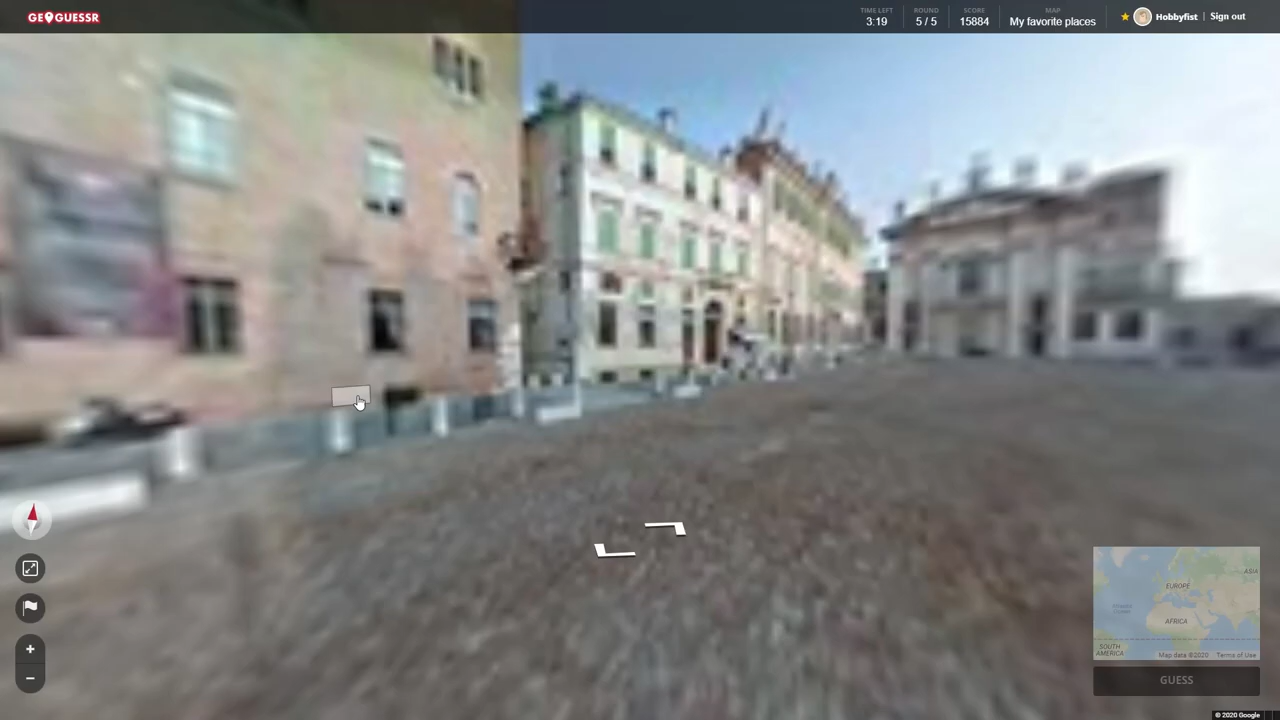 GEOGUESSR
TIME LEFT
3:19
ROUND
5 / 5
SCORE
15884
MAP
My favorite places
Hobbyfist
Sign out
ASIA
EUROPE
AFRICA
SOUTH
AMERICA
Map data ©2020
Terms of Use
GUESS
© 2020 Google